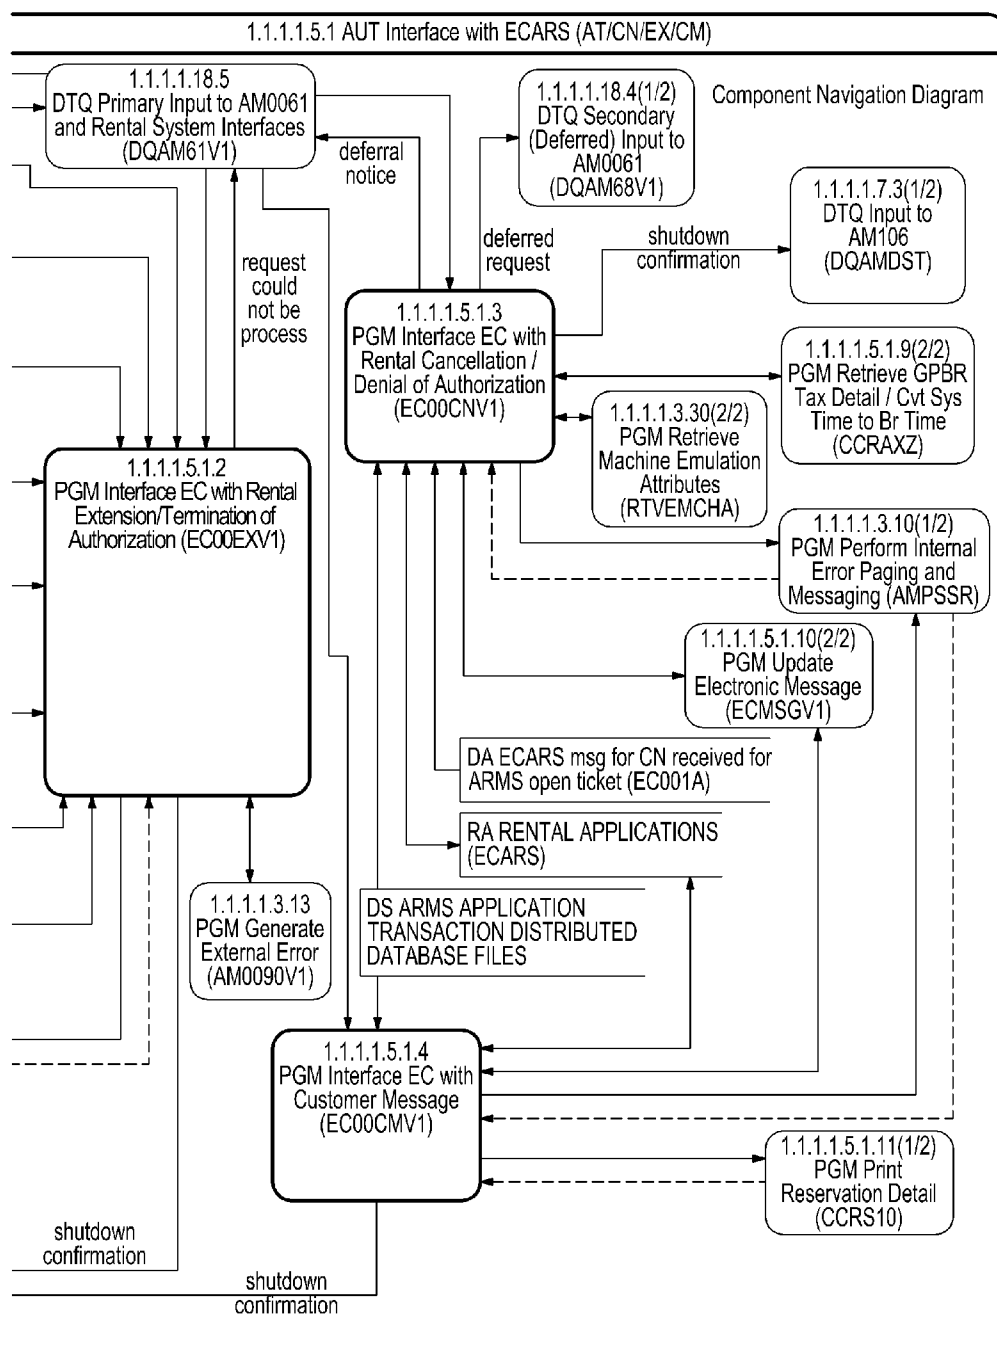 1.1.1.1.5.1 AUT Interface with ECARS (AT/CN/EX/CM)
Component Navigation Diagram
1.1.1.1.18.5
DTQ Primary Input to AM0061
and Rental System Interfaces
(DQAM61V1)
deferral
notice
1.1.1.1.18.4(1/2)
DTQ Secondary
(Deferred) Input to
AM0061
(DQAM68V1)
1.1.1.1.7.3(1/2)
DTQ Input to
AM106
(DQAMDST)
deferred
request
shutdown
confirmation
request
could
not be
process
1.1.1.1.5.1.3
PGM Interface EC with
Rental Cancellation /
Denial of Authorization
(EC00CNV1)
1.1.1.1.5.1.9(2/2)
PGM Retrieve GPBR
Tax Detail / Cvt Sys
Time to Br Time
(CCRAXZ)
1.1.1.1.3.30(2/2)
PGM Retrieve
Machine Emulation
Attributes
(RTVEMCHA)
1.1.1.1.5.1.2
PGM Interface EC with Rental
Extension/Termination of
Authorization (EC00EXV1)
1.1.1.1.3.10(1/2)
PGM Perform Internal
Error Paging and
Messaging (AMPSSR)
1.1.1.1.5.1.10(2/2)
PGM Update
Electronic Message
(ECMSGV1)
DA ECARS msg for CN received for
ARMS open ticket (EC001A)
RA RENTAL APPLICATIONS
(ECARS)
1.1.1.1.3.13
PGM Generate
External Error
(AM0090V1)
DS ARMS APPLICATION
TRANSACTION DISTRIBUTED
DATABASE FILES
1.1.1.1.5.1.4
PGM Interface EC with
Customer Message
(EC00CMV1)
1.1.1.1.5.1.11(1/2)
PGM Print
Reservation Detail
(CCRS10)
shutdown
confirmation
shutdown
confirmation